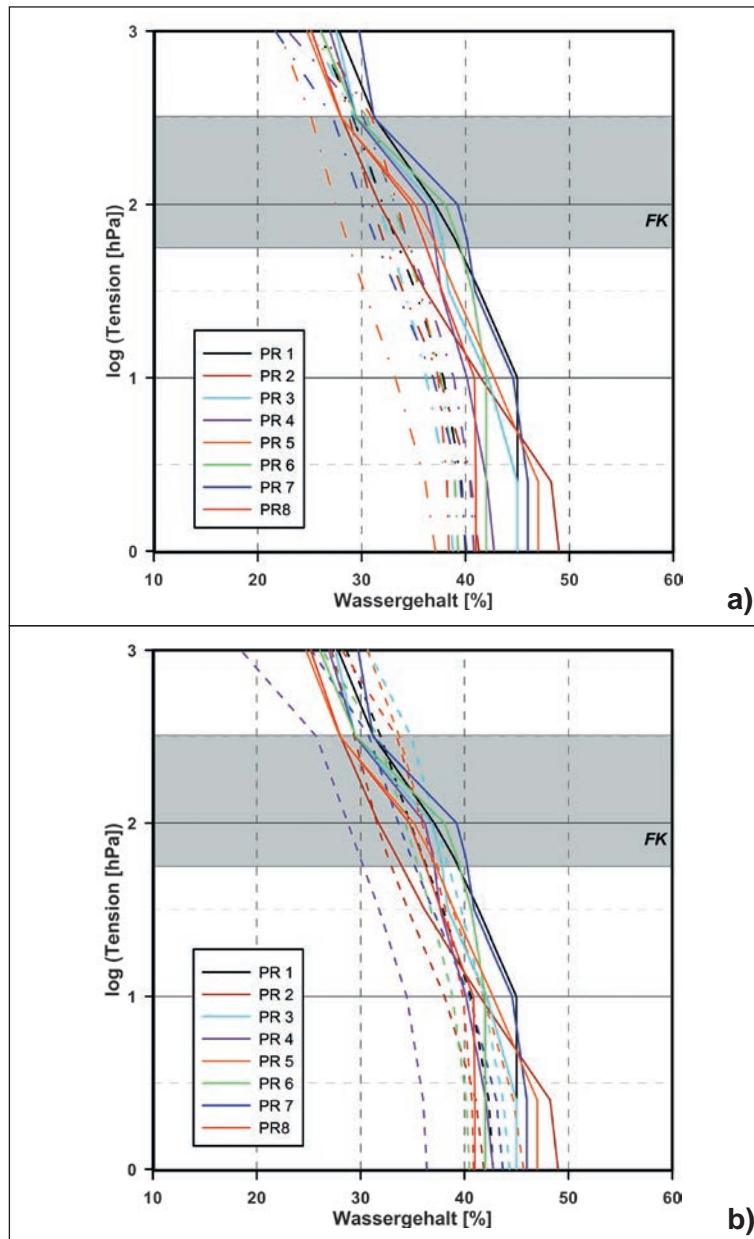 3
2
1
0
log (Tension [hPa]
FK
PR 1
PR 2
PR 3
PR 4
PR 5
PR 6
PR 7
PR8
10 20 30 40 50 60
Wassergehalt [%]
a)
3
2
1
0
log (Tension [hPa]
FK
PR 1
PR 2
PR 3
PR 4
PR 5
PR 6
PR 7
PR8
10 20 30 40 50 60
Wassergehalt [%]
b)